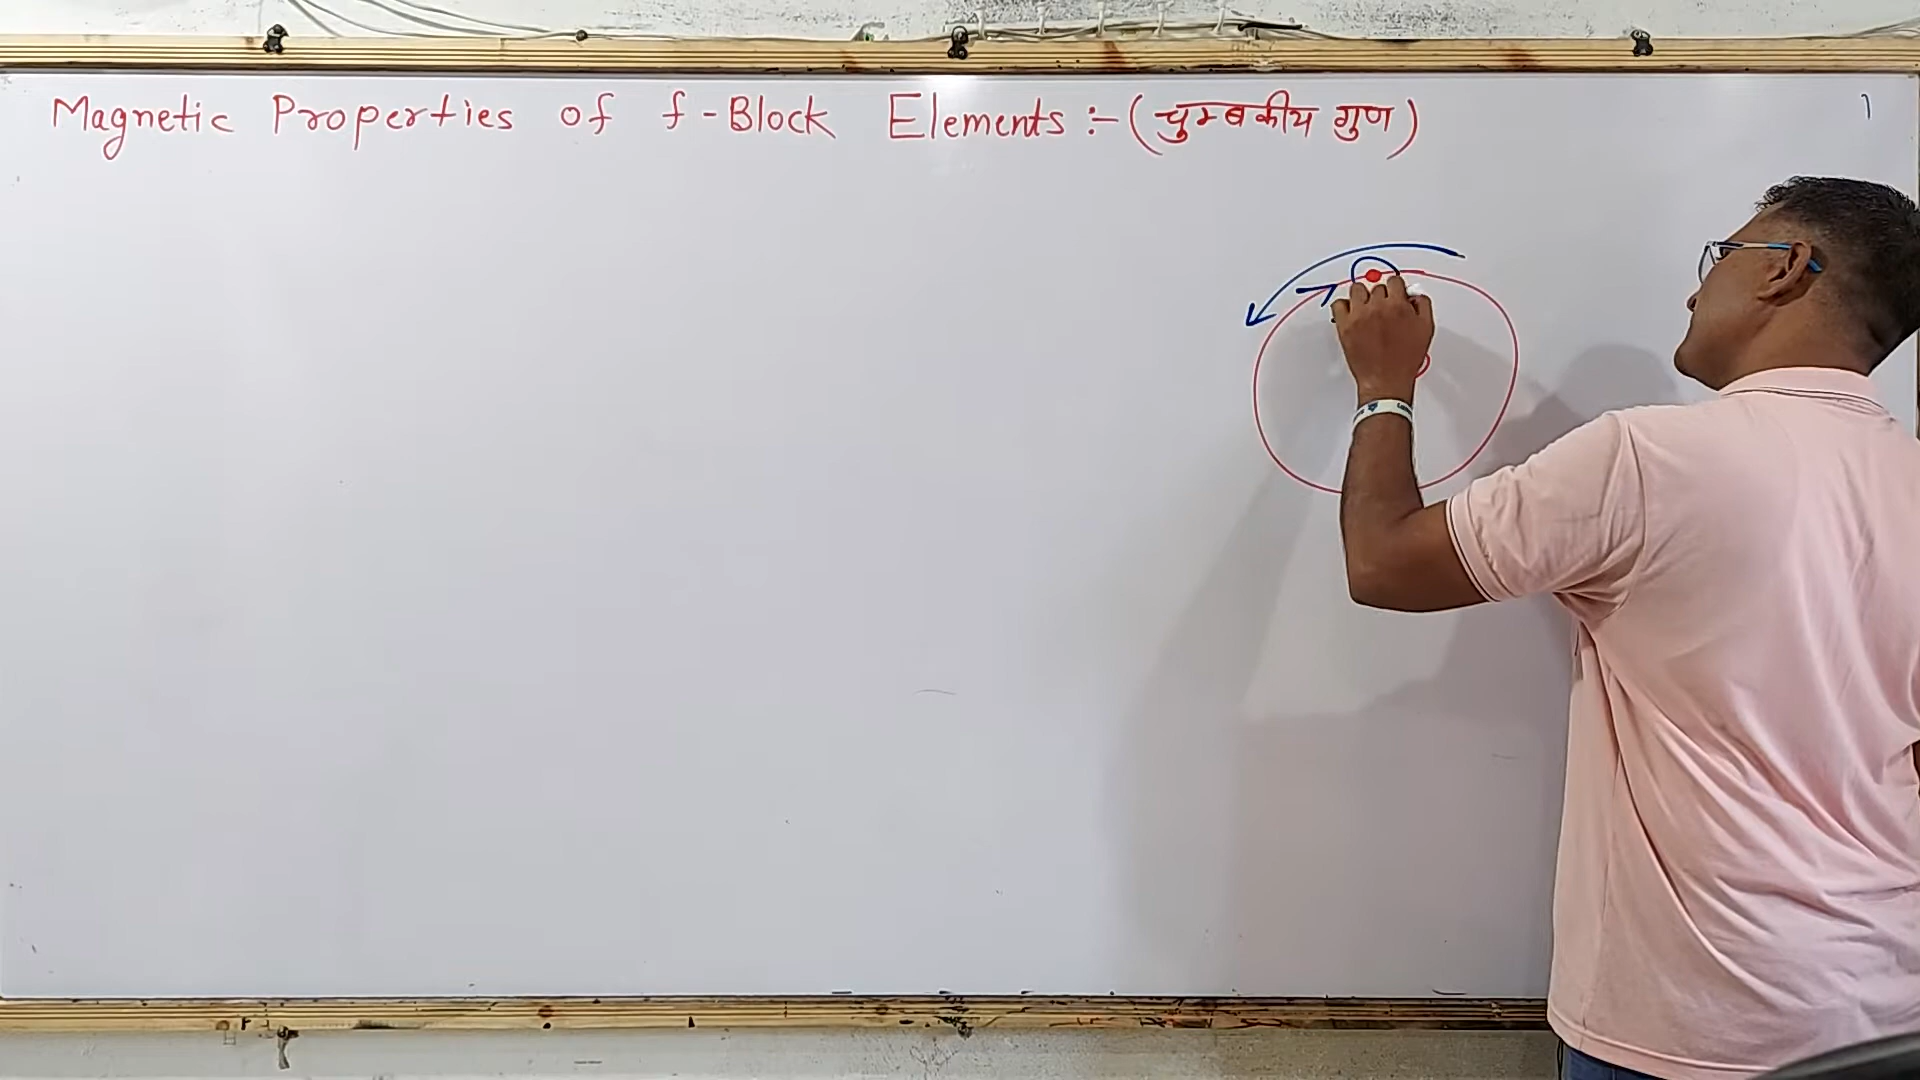 Magnetic Properties of f-Block Elements :- (चुम्बकीय गुण)